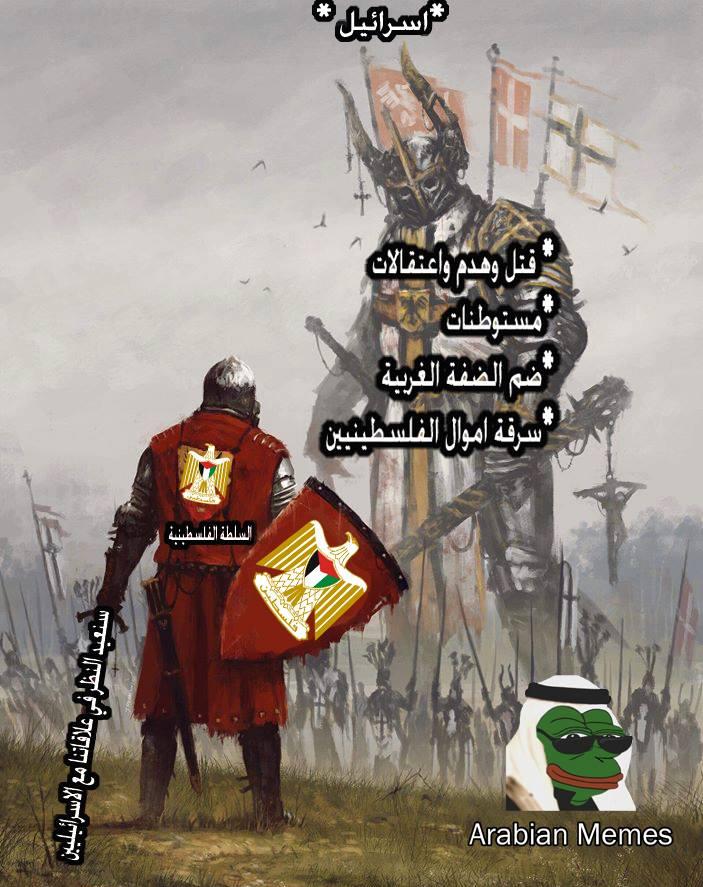 *اسرائيل *
* قتل وهدم واعتقالات
*مستوطنات
*ضم الضفة الغربية
*سرقة اموال الفلسطينيين
السلطة الفلسطينية
فلسطين
سنعيد النظر في علاقاتنا مع الاسرائيليين
Arabian Memes